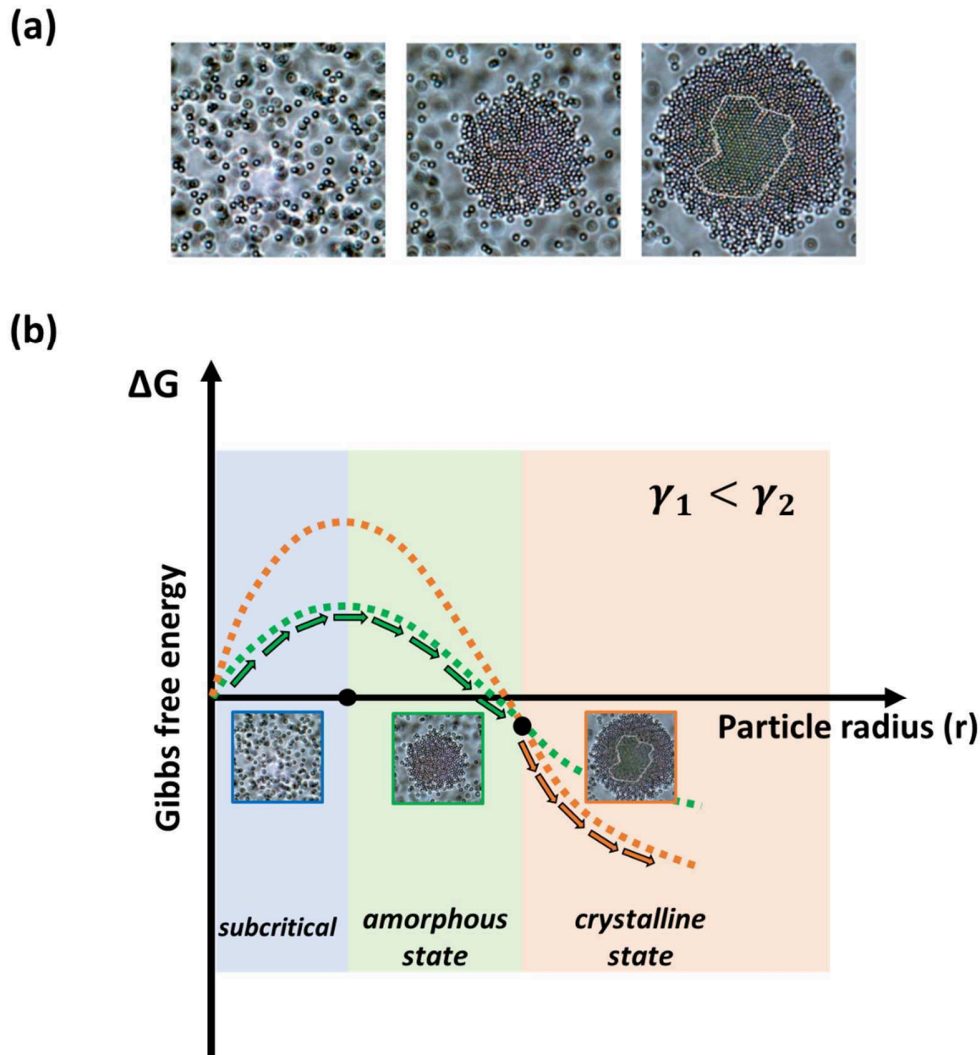 (a)
(b)
ΔG
γ₁ < γ₂
Gibbs free energy
Particle radius (r)
subcritical
amorphous
state
crystalline
state